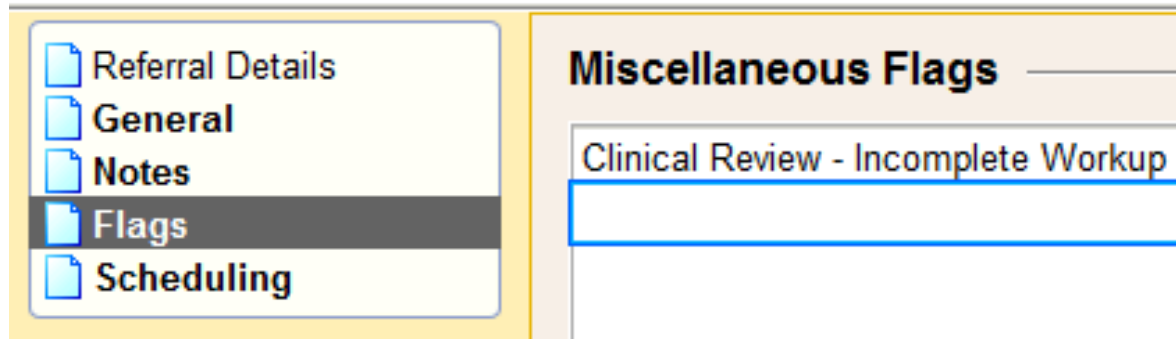 Referral Details
General
Notes
Flags
Scheduling
Miscellaneous Flags
Clinical Review - Incomplete Workup